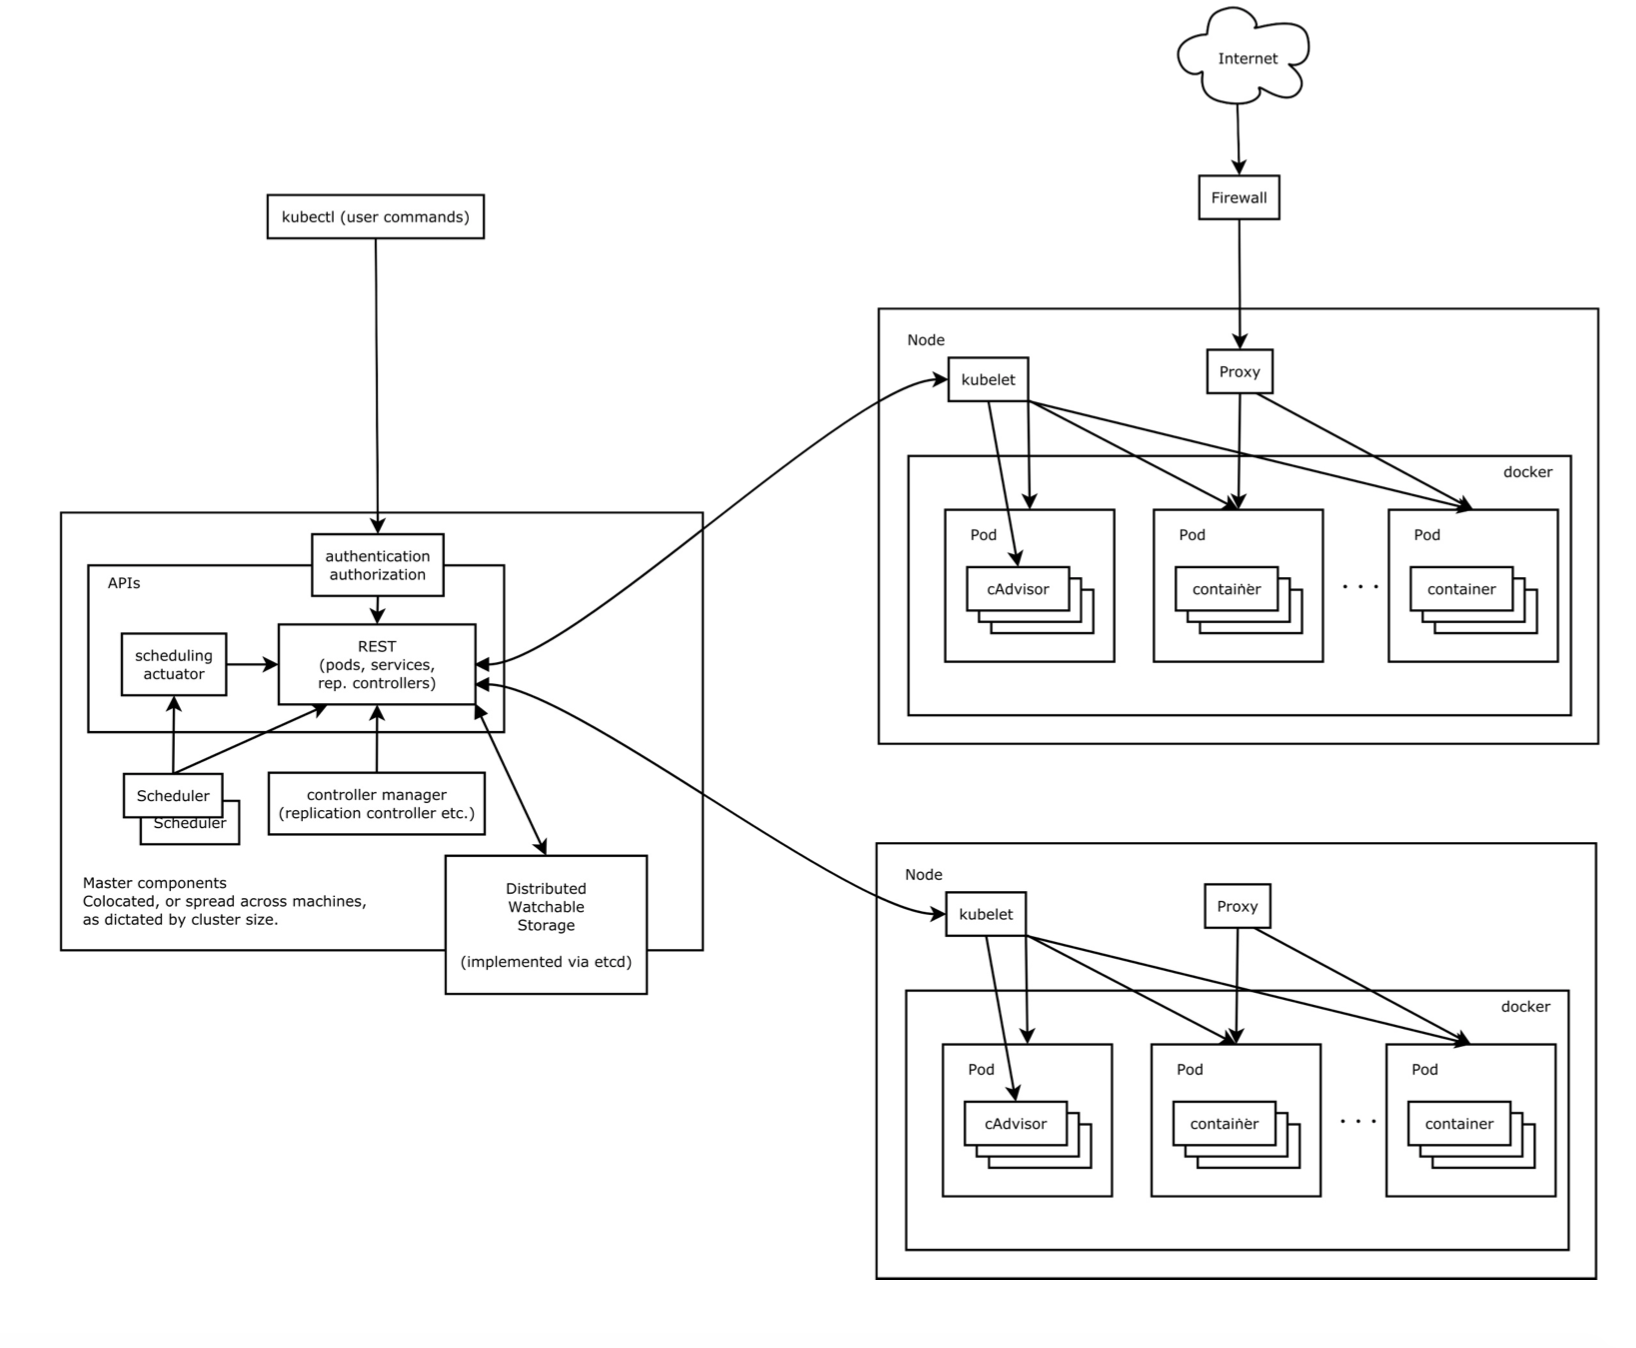 Internet
Firewall
kubectl (user commands)
Node
kubelet
Proxy
docker
Pod
cAdvisor
Pod
container
. . .
Pod
container
authentication
authorization
APIs
REST
(pods, services,
rep. controllers)
scheduling
actuator
Scheduler
Scheduler
controller manager
(replication controller etc.)
Distributed
Watchable
Storage
(implemented via etcd)
Master components
Colocated, or spread across machines,
as dictated by cluster size.
Node
kubelet
Proxy
docker
Pod
cAdvisor
Pod
container
. . .
Pod
container